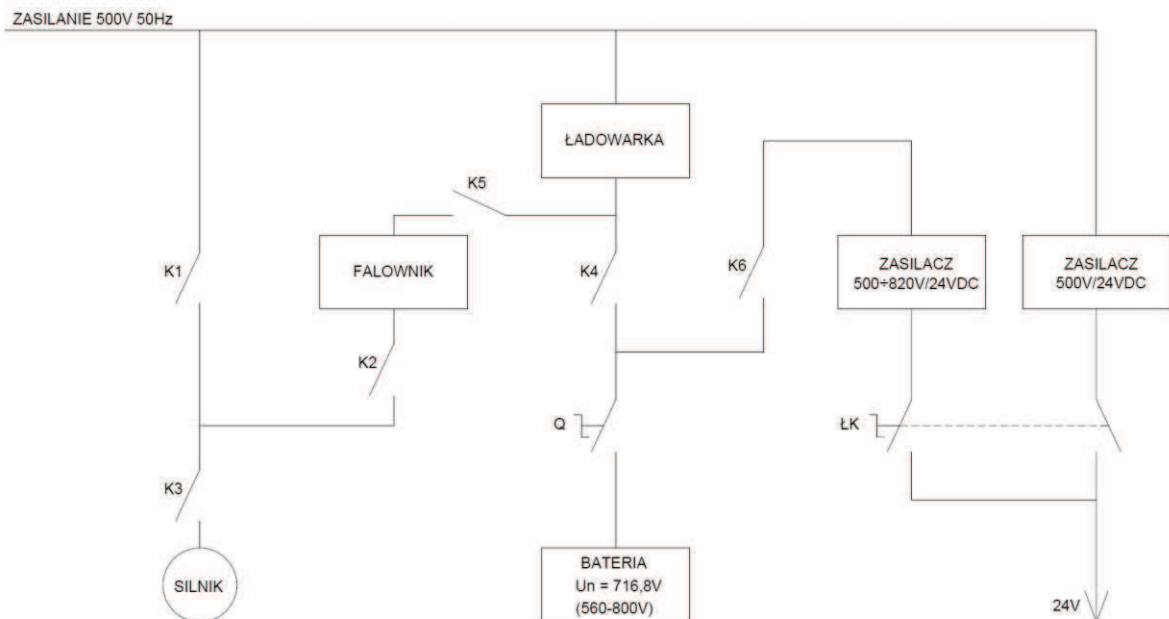 ZASILANIE 500V 50Hz
ŁADOWARKA
K5
K1
FALOWNIK
K4
K6
ZASILACZ
500÷820V/24VDC
ZASILACZ
500V/24VDC
K2
Q
ŁK
K3
SILNIK
BATERIA
Un = 716,8V
(560-800V)
24V